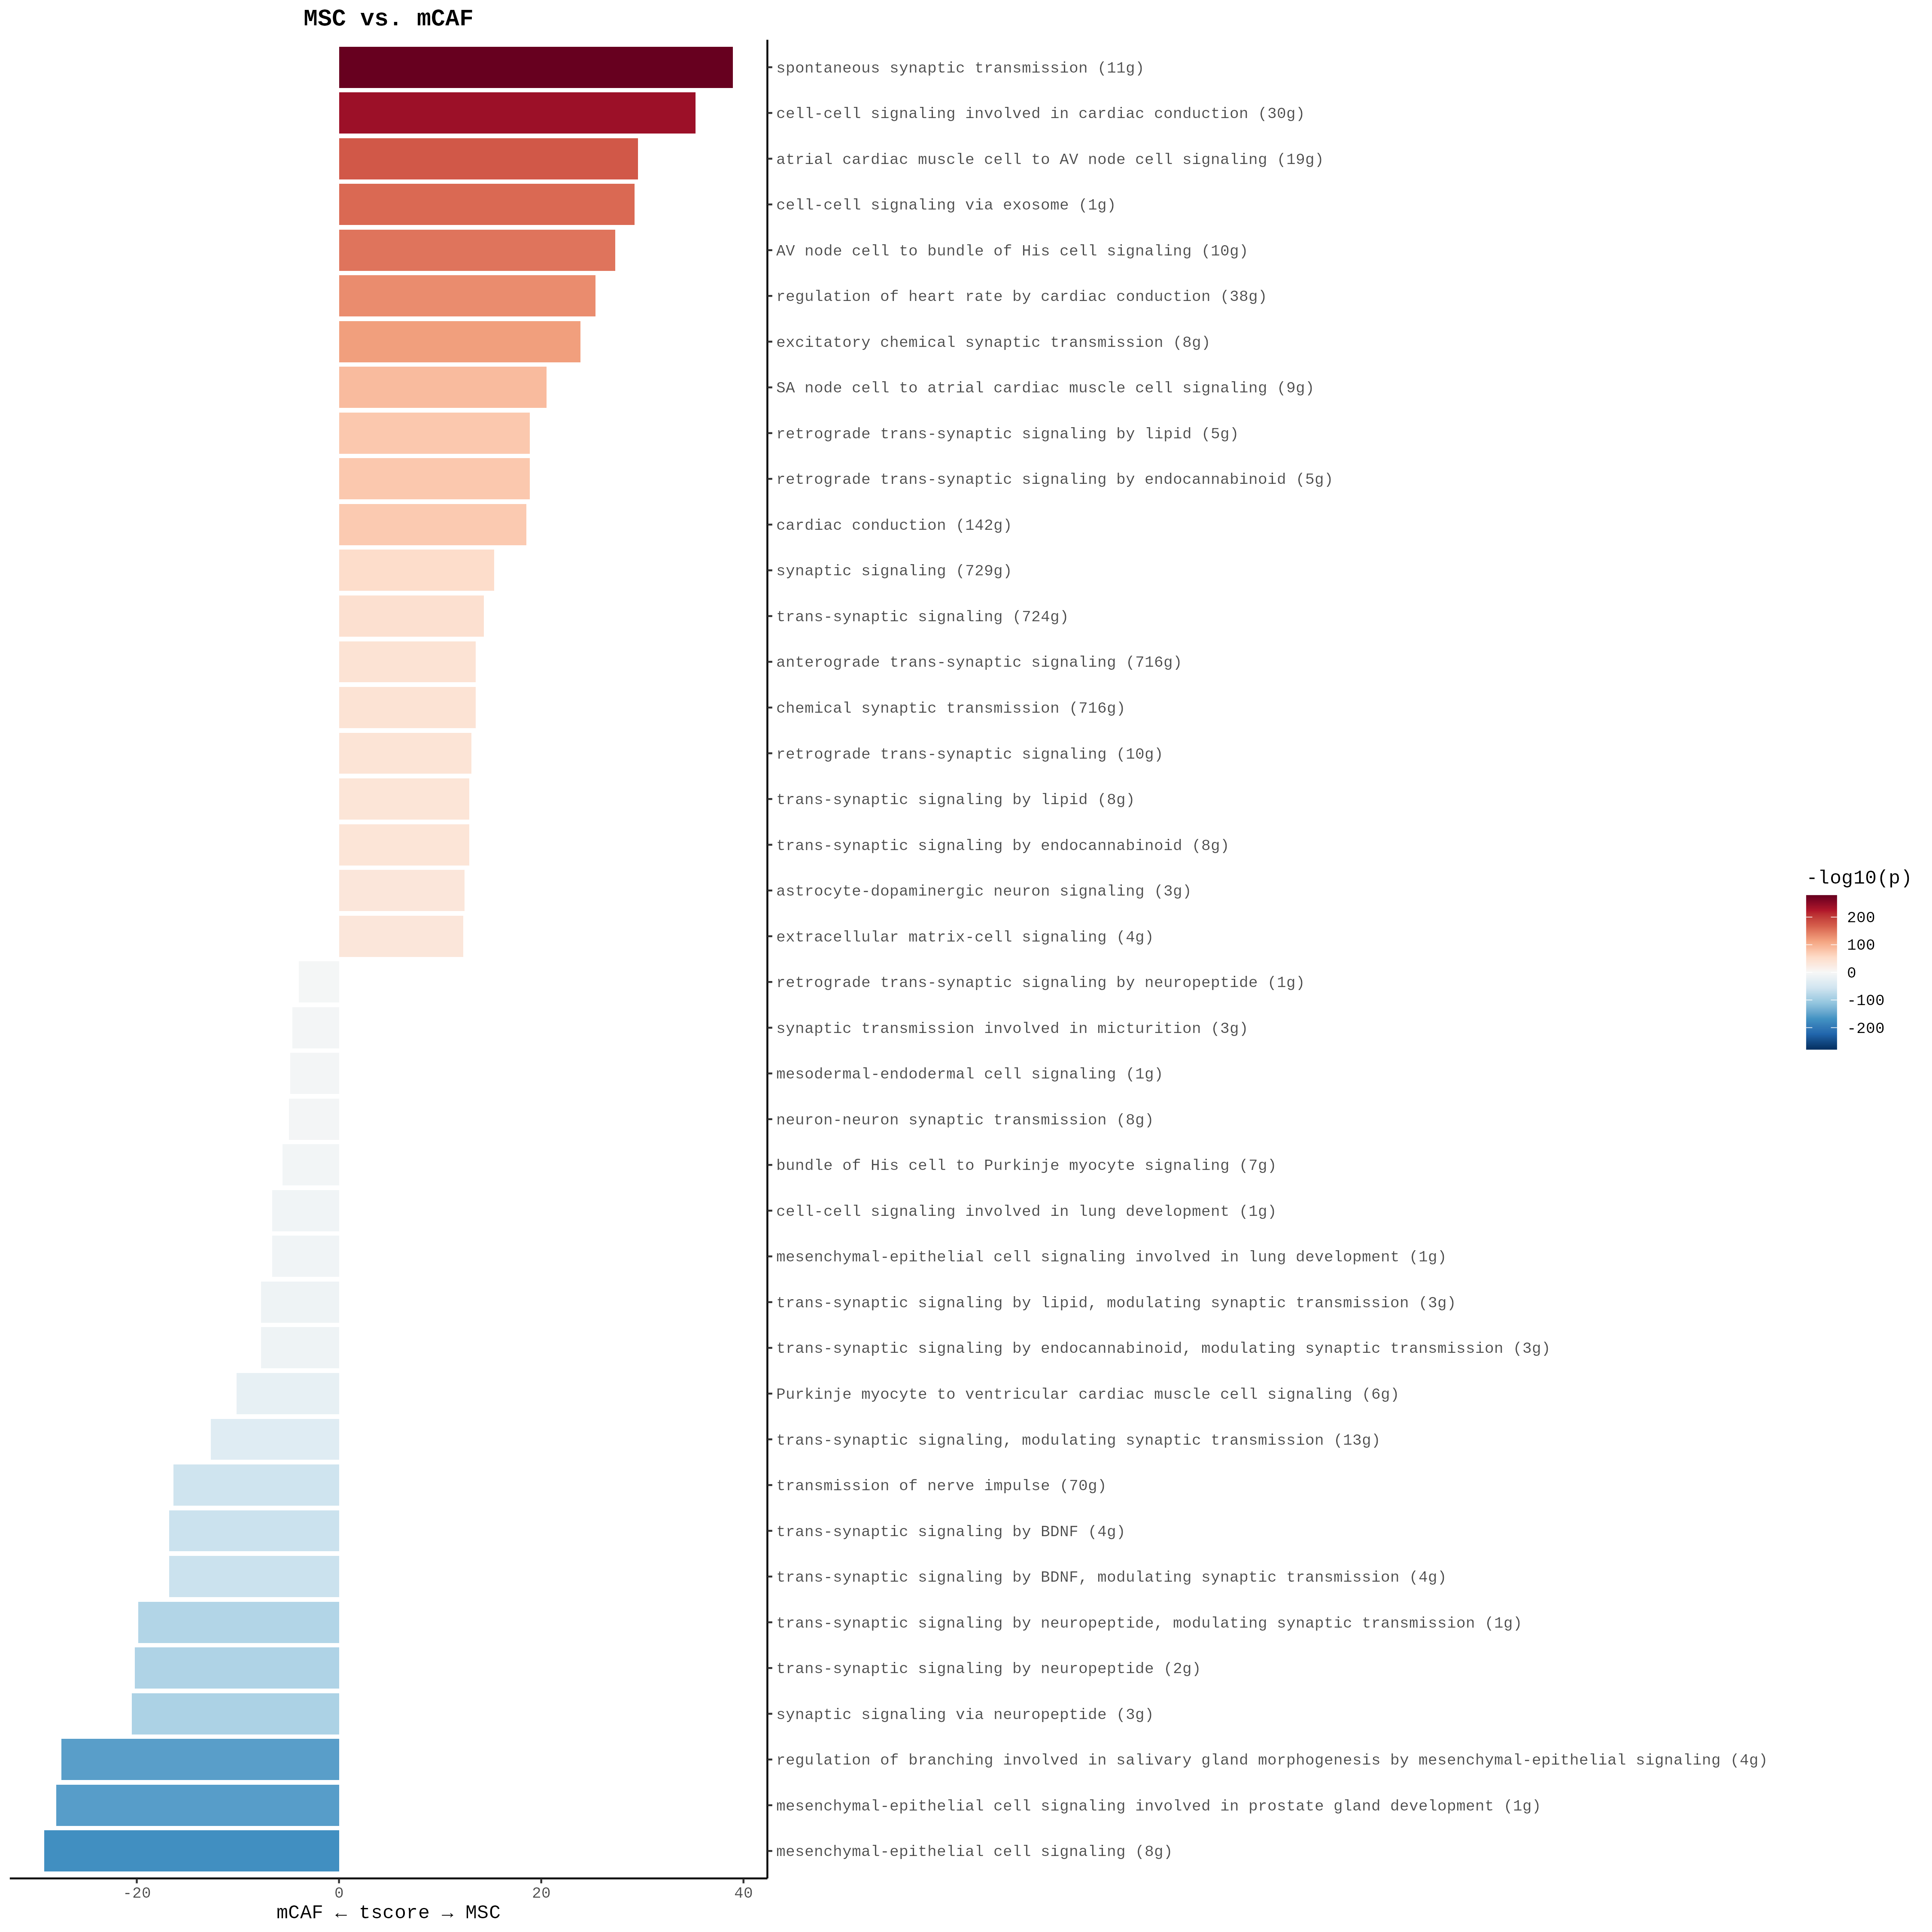 MSC vs. mCAF
spontaneous synaptic transmission (11g)
cell-cell signaling involved in cardiac conduction (30g)
atrial cardiac muscle cell to AV node cell signaling (19g)
cell-cell signaling via exosome (1g)
AV node cell to bundle of His cell signaling (10g)
regulation of heart rate by cardiac conduction (38g)
excitatory chemical synaptic transmission (8g)
SA node cell to atrial cardiac muscle cell signaling (9g)
retrograde trans-synaptic signaling by lipid (5g)
retrograde trans-synaptic signaling by endocannabinoid (5g)
cardiac conduction (142g)
synaptic signaling (729g)
trans-synaptic signaling (724g)
anterograde trans-synaptic signaling (716g)
chemical synaptic transmission (716g)
retrograde trans-synaptic signaling (10g)
trans-synaptic signaling by lipid (8g)
trans-synaptic signaling by endocannabinoid (8g)
astrocyte-dopaminergic neuron signaling (3g)
extracellular matrix-cell signaling (4g)
retrograde trans-synaptic signaling by neuropeptide (1g)
synaptic transmission involved in micturition (3g)
mesodermal-endodermal cell signaling (1g)
neuron-neuron synaptic transmission (8g)
bundle of His cell to Purkinje myocyte signaling (7g)
cell-cell signaling involved in lung development (1g)
mesenchymal-epithelial cell signaling involved in lung development (1g)
trans-synaptic signaling by lipid, modulating synaptic transmission (3g)
trans-synaptic signaling by endocannabinoid, modulating synaptic transmission (3g)
Purkinje myocyte to ventricular cardiac muscle cell signaling (6g)
trans-synaptic signaling, modulating synaptic transmission (13g)
transmission of nerve impulse (70g)
trans-synaptic signaling by BDNF (4g)
trans-synaptic signaling by BDNF, modulating synaptic transmission (4g)
trans-synaptic signaling by neuropeptide, modulating synaptic transmission (1g)
trans-synaptic signaling by neuropeptide (2g)
synaptic signaling via neuropeptide (3g)
regulation of branching involved in salivary gland morphogenesis by mesenchymal-epithelial signaling (4g)
mesenchymal-epithelial cell signaling involved in prostate gland development (1g)
mesenchymal-epithelial cell signaling (8g)
-20 0 20 40
mCAF ← tscore → MSC
-log10(p)
200
100
0
-100
-200